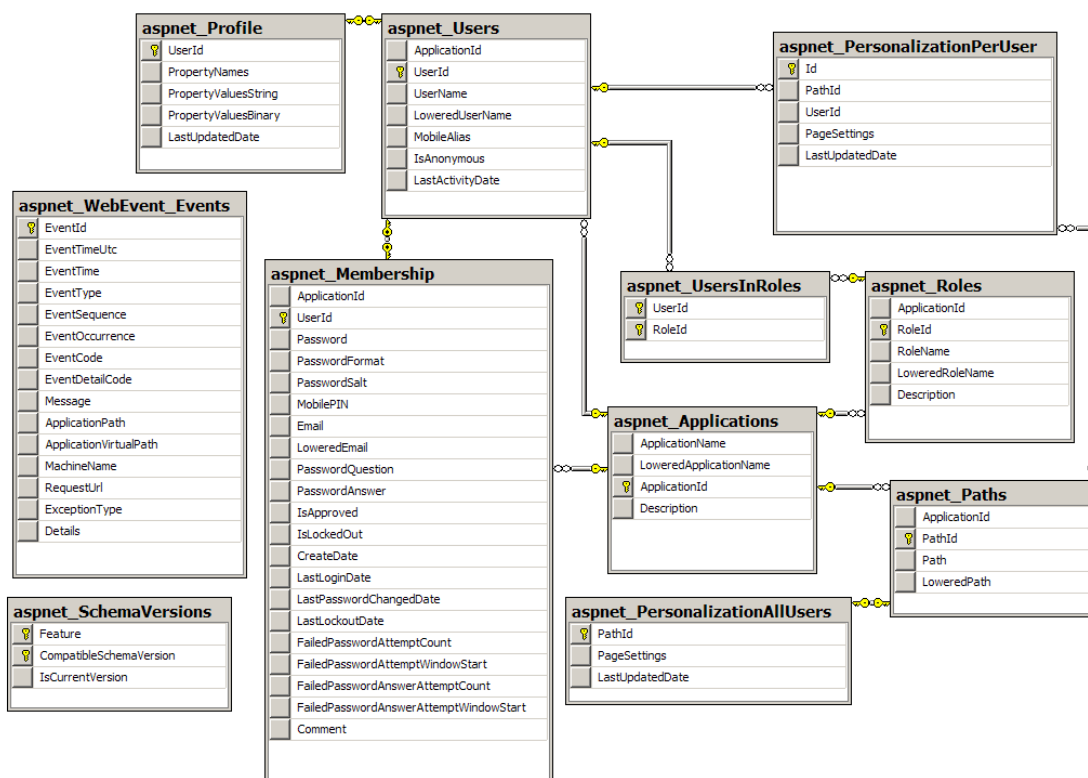 aspnet_Profile
UserId
PropertyNames
PropertyValuesString
PropertyValuesBinary
LastUpdatedDate
aspnet_Users
ApplicationId
UserId
UserName
LoweredUserName
MobileAlias
IsAnonymous
LastActivityDate
aspnet_PersonalizationPerUser
Id
PathId
UserId
PageSettings
LastUpdatedDate
aspnet_WebEvent_Events
EventId
EventTimeUtc
EventTime
EventType
EventSequence
EventOccurrence
EventCode
EventDetailCode
Message
ApplicationPath
ApplicationVirtualPath
MachineName
RequestUrl
ExceptionType
Details
aspnet_Membership
ApplicationId
UserId
Password
PasswordFormat
PasswordSalt
MobilePIN
Email
LoweredEmail
PasswordQuestion
PasswordAnswer
IsApproved
IsLockedOut
CreateDate
LastLoginDate
LastPasswordChangedDate
LastLockoutDate
FailedPasswordAttemptCount
FailedPasswordAttemptWindowStart
FailedPasswordAnswerAttemptCount
FailedPasswordAnswerAttemptWindowStart
Comment
aspnet_UsersInRoles
UserId
RoleId
aspnet_Roles
ApplicationId
RoleId
RoleName
LoweredRoleName
Description
aspnet_Applications
ApplicationName
LoweredApplicationName
ApplicationId
Description
aspnet_Paths
ApplicationId
PathId
Path
LoweredPath
aspnet_SchemaVersions
Feature
CompatibleSchemaVersion
IsCurrentVersion
aspnet_PersonalizationAllUsers
PathId
PageSettings
LastUpdatedDate